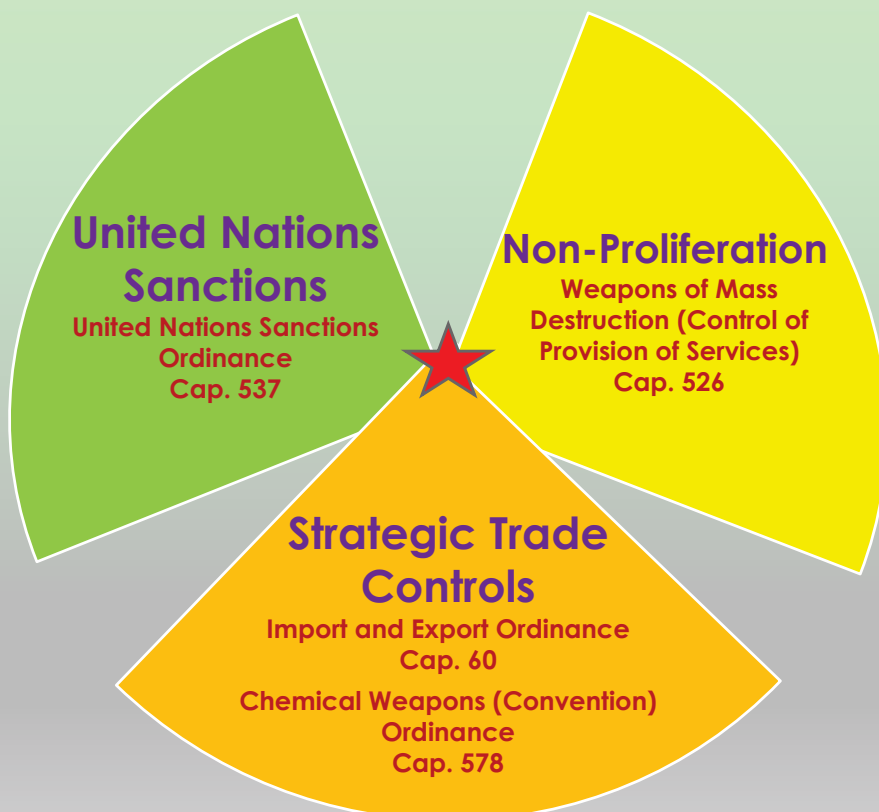 United Nations
Sanctions
United Nations Sanctions
Ordinance
Cap. 537
Non-Proliferation
Weapons of Mass
Destruction (Control of
Provision of Services)
Cap. 526
Strategic Trade
Controls
Import and Export Ordinance
Cap. 60
Chemical Weapons (Convention)
Ordinance
Cap. 578